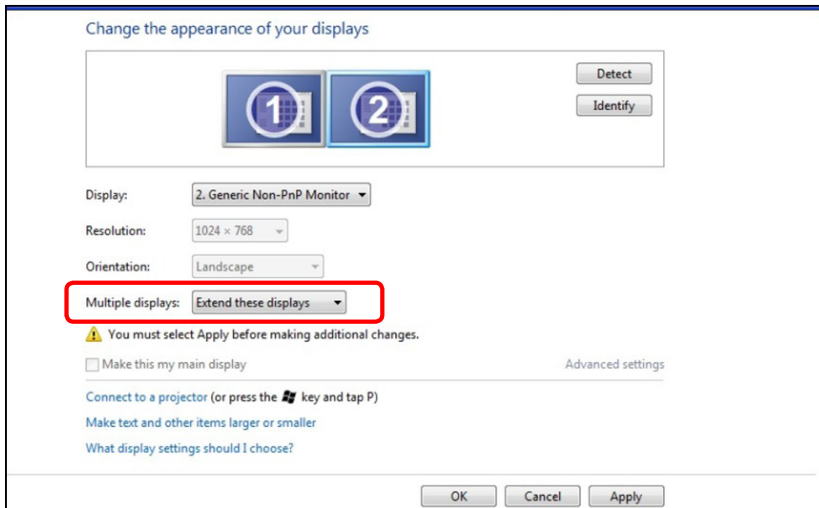 Change the appearance of your displays
1
2
Detect
Identify
Display:
2. Generic Non-PnP Monitor
Resolution:
1024 × 768
Orientation:
Landscape
Multiple displays:
Extend these displays
You must select Apply before making additional changes.
Make this my main display
Advanced settings
Connect to a projector (or press the key and tap P)
Make text and other items larger or smaller
What display settings should I choose?
OK
Cancel
Apply